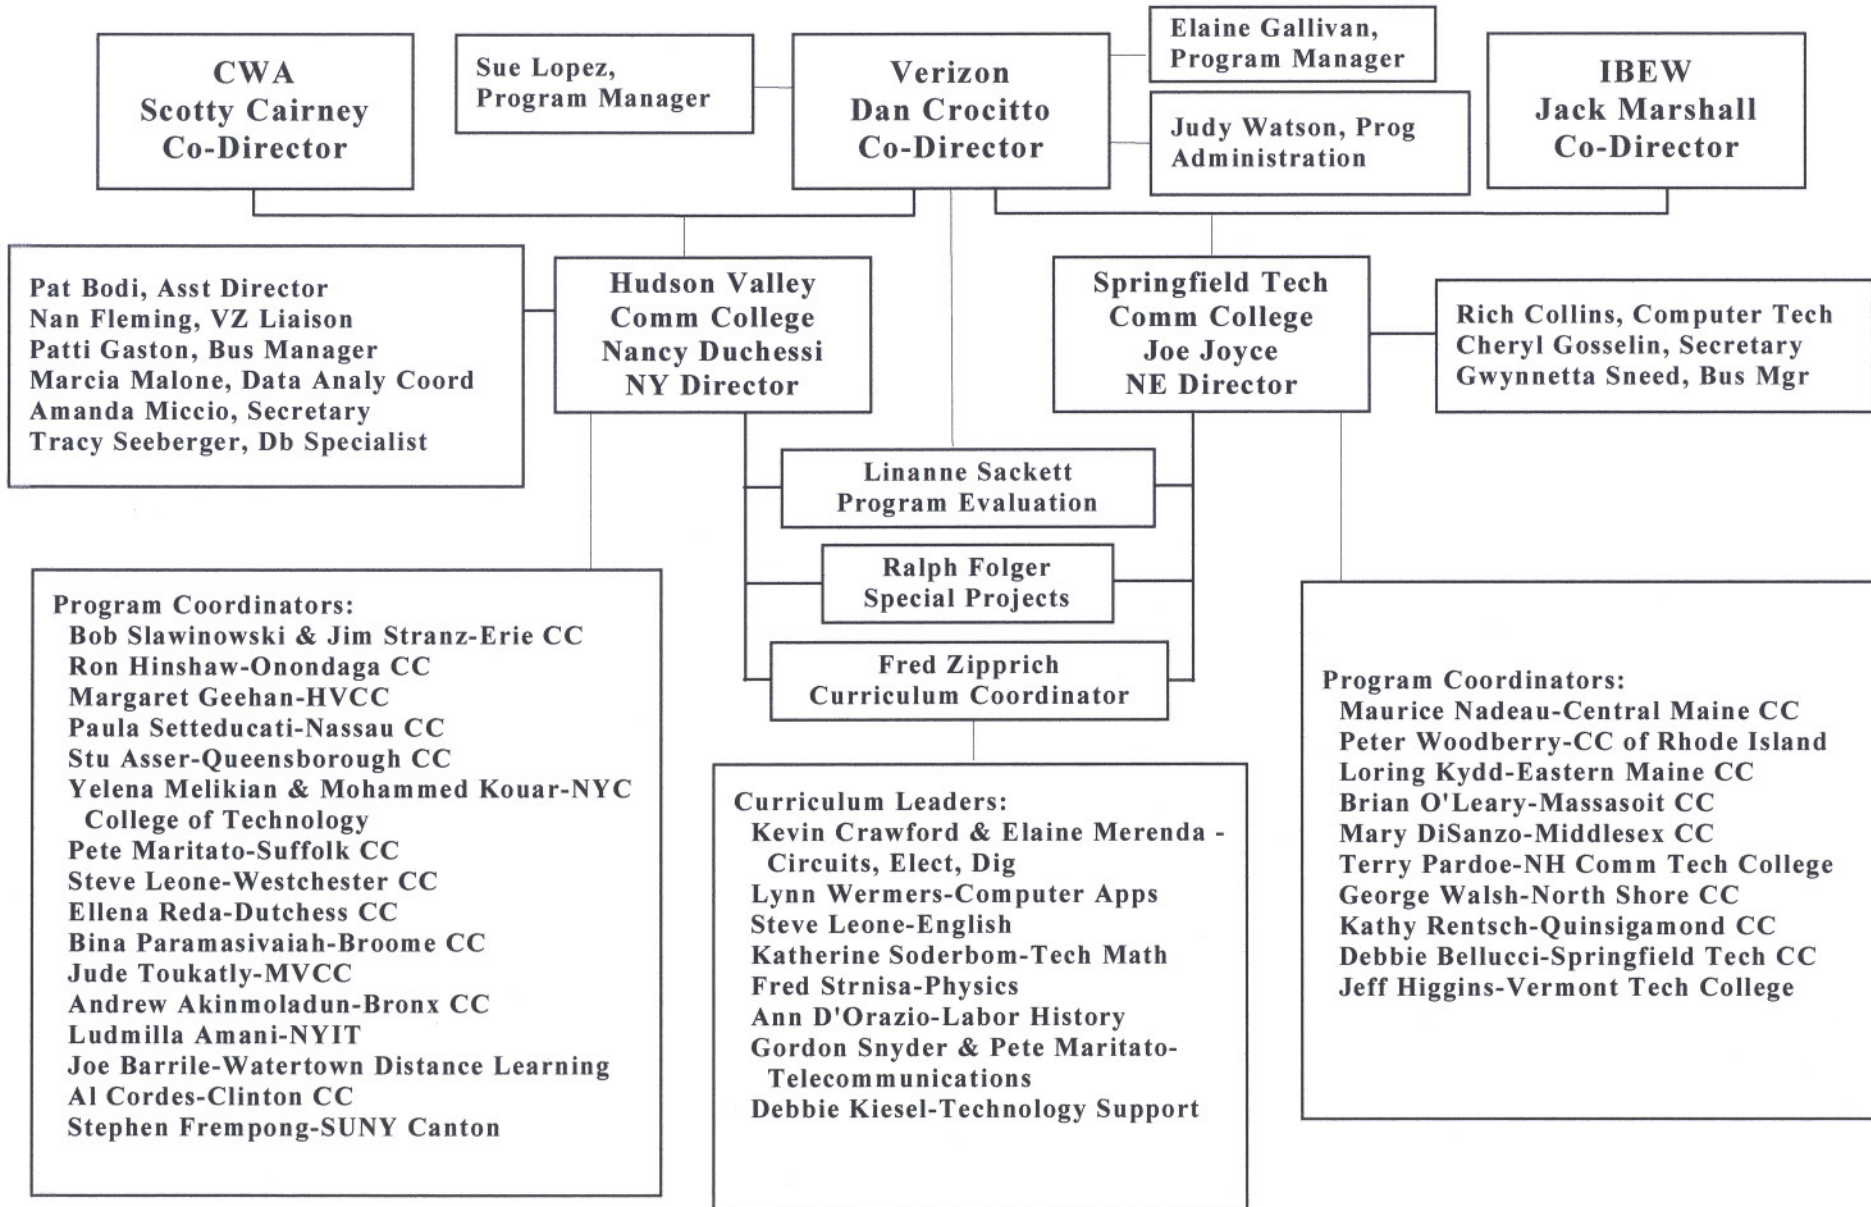 CWA
Scotty Cairney
Co-Director
Sue Lopez,
Program Manager
Verizon
Dan Crocitto
Co-Director
Elaine Gallivan,
Program Manager
Judy Watson, Prog
Administration
IBEW
Jack Marshall
Co-Director
Pat Bodi, Asst Director
Nan Fleming, VZ Liaison
Patti Gaston, Bus Manager
Marcia Malone, Data Analy Coord
Amanda Miccio, Secretary
Tracy Seeberger, Db Specialist
Hudson Valley
Comm College
Nancy Duchessi
NY Director
Springfield Tech
Comm College
Joe Joyce
NE Director
Rich Collins, Computer Tech
Cheryl Gosselin, Secretary
Gwynnetta Sneed, Bus Mgr
Linanne Sackett
Program Evaluation
Ralph Folger
Special Projects
Fred Zipprich
Curriculum Coordinator
Program Coordinators:
Bob Slawinowski & Jim Stranz-Erie CC
Ron Hinshaw-Onondaga CC
Margaret Geehan-HVCC
Paula Setteducati-Nassau CC
Stu Asser-Queensborough CC
Yelena Melikian & Mohammed Kouar-NYC
College of Technology
Pete Maritato-Suffolk CC
Steve Leone-Westchester CC
Ellena Reda-Dutchess CC
Bina Paramasivaiah-Broome CC
Jude Toukatly-MVCC
Andrew Akinmoladun-Bronx CC
Ludmilla Amani-NYIT
Joe Barrile-Watertown Distance Learning
Al Cordes-Clinton CC
Stephen Frempong-SUNY Canton
Curriculum Leaders:
Kevin Crawford & Elaine Merenda -
Circuits, Elect, Dig
Lynn Wermers-Computer Apps
Steve Leone-English
Katherine Soderbom-Tech Math
Fred Strnisa-Physics
Ann D'Orazio-Labor History
Gordon Snyder & Pete Maritato-
Telecommunications
Debbie Kiesel-Technology Support
Program Coordinators:
Maurice Nadeau-Central Maine CC
Peter Woodberry-CC of Rhode Island
Loring Kydd-Eastern Maine CC
Brian O'Leary-Massasoit CC
Mary DiSanzo-Middlesex CC
Terry Pardoe-NH Comm Tech College
George Walsh-North Shore CC
Kathy Rentsch-Quinsigamond CC
Debbie Bellucci-Springfield Tech CC
Jeff Higgins-Vermont Tech College